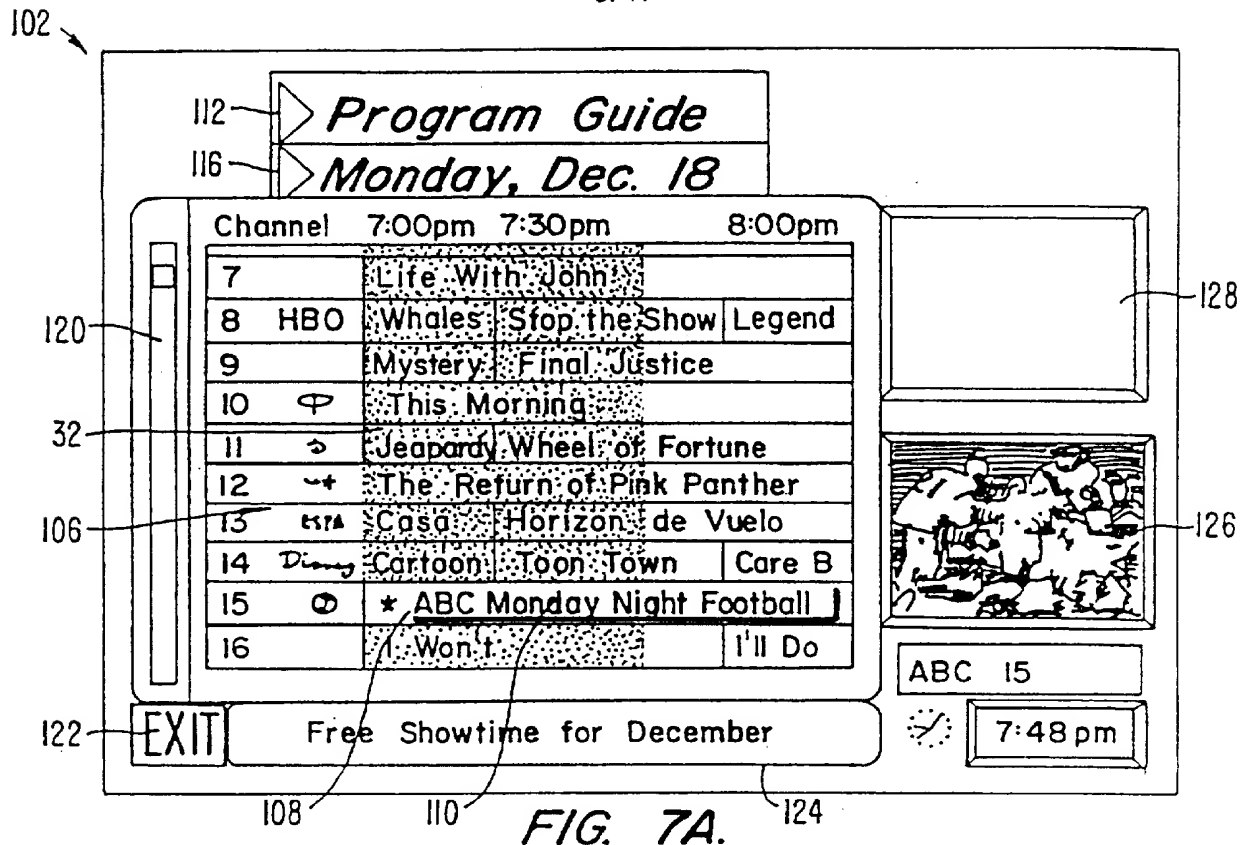 102
112
Program Guide
116
Monday, Dec. 18
Channel 7:00pm 7:30pm 8:00pm
7 Life With John
8 HBO Whales Stop the Show Legend
128
120
9 Mystery Final Justice
10 This Morning
32
11 Jeapardy Wheel of Fortune
12 The Return of Pink Panther
106
13 ESPA Casa Horizon de Vuelo
126
14 Disney Cartoon Toon Town Care B
15 * ABC Monday Night Football
16 I Won't I'll Do
ABC 15
122
EXIT Free Showtime for December
7:48pm
108 110 124
FIG. 7A.